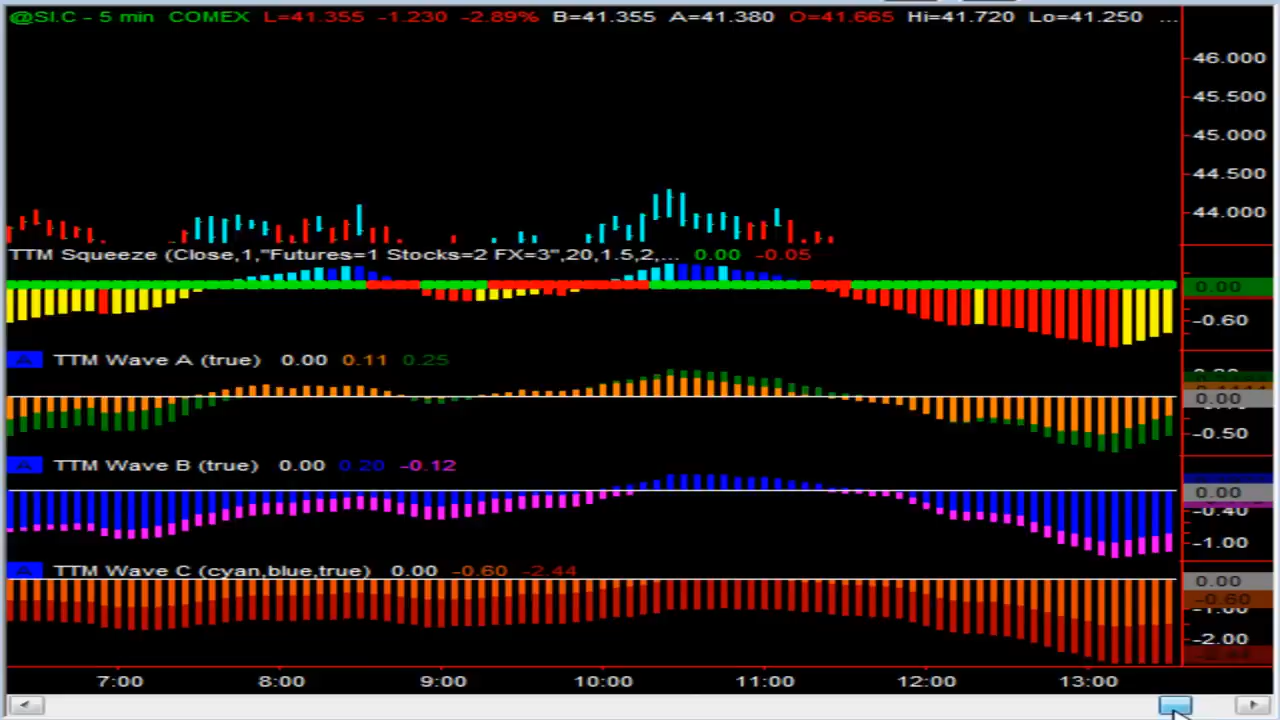 @SI.C - 5 min COMEX L=41.355 -1.230 -2.89% B=41.355 A=41.380 O=41.665 Hi=41.720 Lo=41.250 ...
46.000
45.500
45.000
44.500
44.000
TTM Squeeze (Close,1,"Futures=1 Stocks=2 FX=3",20,1.5,2,... 0.00 -0.05
0.00
-0.60
A TTM Wave A (true) 0.00 0.11 0.25
0.00
-0.50
A TTM Wave B (true) 0.00 0.20 -0.12
0.00
-0.40
-1.00
A TTM Wave C (cyan,blue,true) 0.00 -0.60 -2.44
0.00
-0.60
-1.00
-2.00
-2.44
7:00 8:00 9:00 10:00 11:00 12:00 13:00